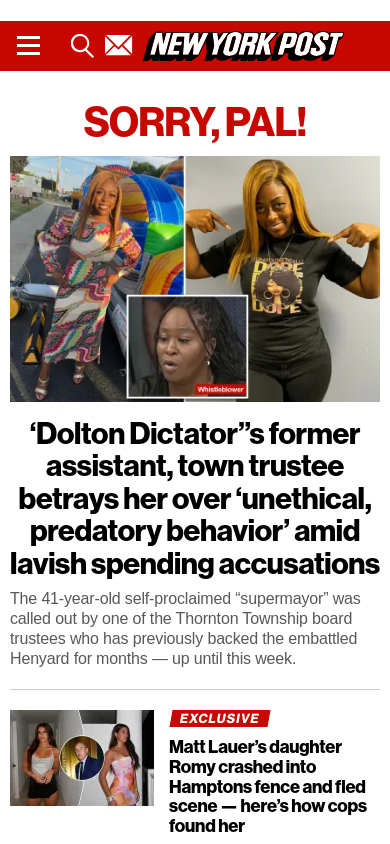 NEW YORK POST
SORRY, PAL!
DOPE
DOPE
Whistleblower
‘Dolton Dictator’’s former
assistant, town trustee
betrays her over ‘unethical,
predatory behavior’ amid
lavish spending accusations
The 41-year-old self-proclaimed “supermayor” was
called out by one of the Thornton Township board
trustees who has previously backed the embattled
Henyard for months — up until this week.
EXCLUSIVE
Matt Lauer’s daughter
Romy crashed into
Hamptons fence and fled
scene — here’s how cops
found her